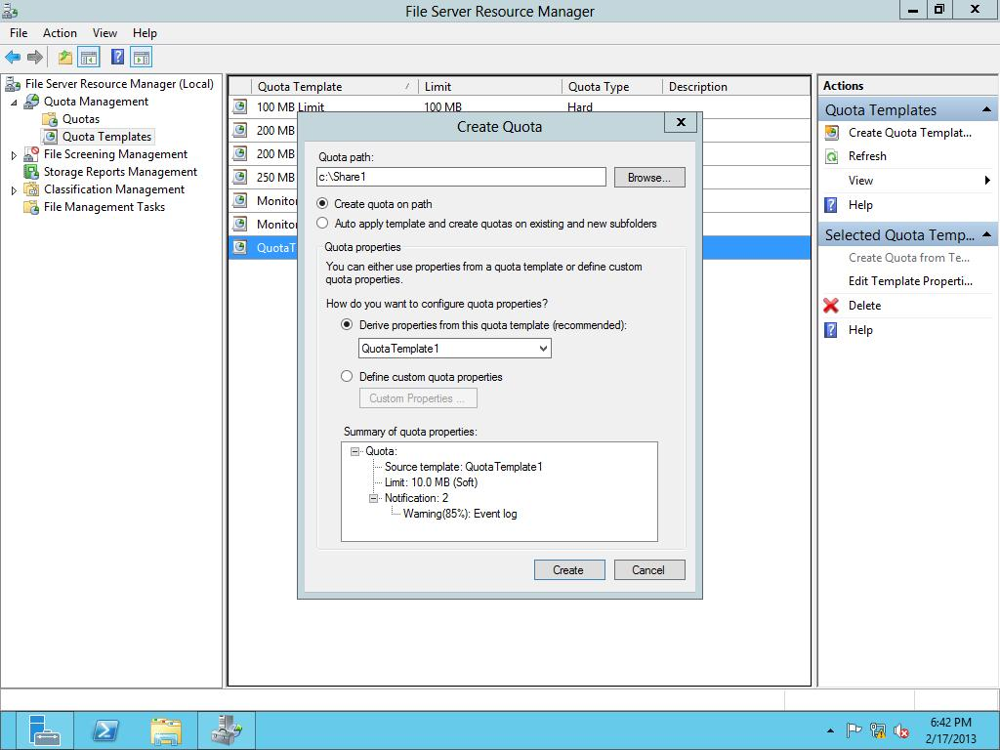 File Server Resource Manager
File Action View Help
File Server Resource Manager (Local)
Quota Management
Quotas
Quota Templates
File Screening Management
Storage Reports Management
Classification Management
File Management Tasks
Quota Template Limit Quota Type Description
100 MB Limit 100 MB Hard
200 MB
200 MB
250 MB
Monitor
Monitor
QuotaT
Create Quota
Quota path:
c:\Share1
Browse...
Create quota on path
Auto apply template and create quotas on existing and new subfolders
Quota properties
You can either use properties from a quota template or define custom
quota properties.
How do you want to configure quota properties?
Derive properties from this quota template (recommended):
QuotaTemplate1
Define custom quota properties
Custom Properties ...
Summary of quota properties:
Quota:
Source template: QuotaTemplate1
Limit: 10.0 MB (Soft)
Notification: 2
Warning(85%): Event log
Create Cancel
Actions
Quota Templates
Create Quota Templat...
Refresh
View
Help
Selected Quota Temp...
Create Quota from Te...
Edit Template Properti...
Delete
Help
6:42 PM
2/17/2013